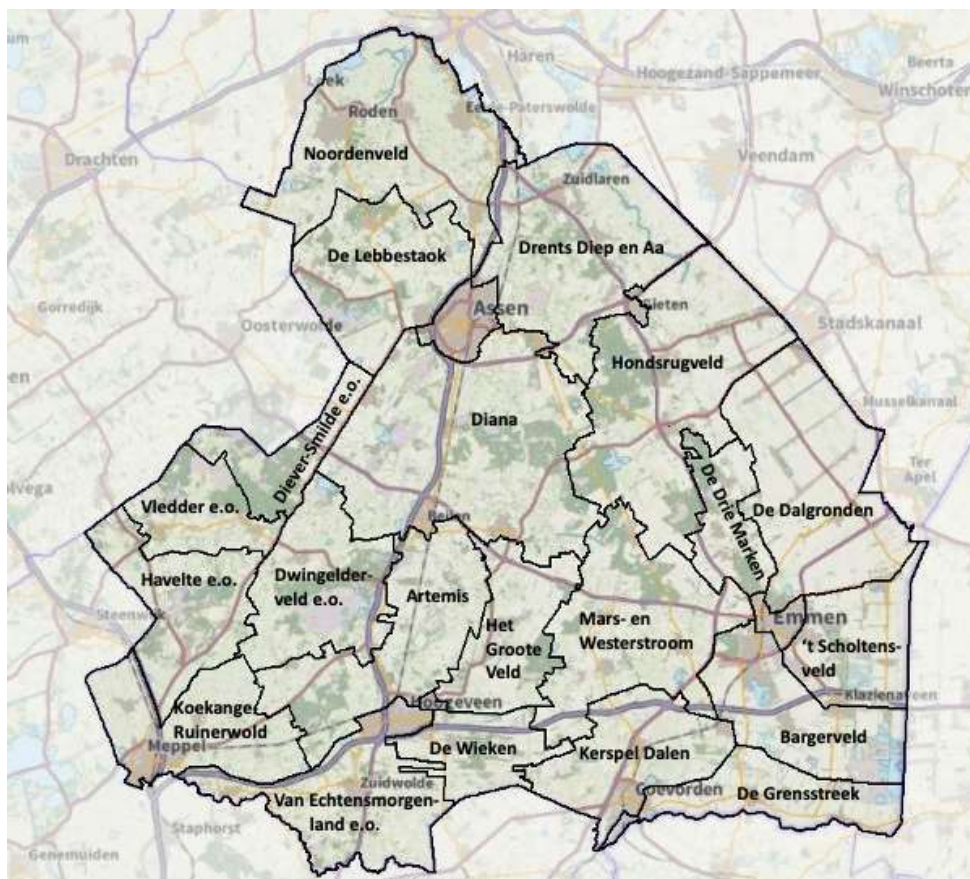 Haren
Beerta
Hoogezand-Sappemeer
Winschoten
Leek
Eelde-Paterswolde
Roden
Drachten
Noordenveld
Veendam
Zuidlaren
De Lebbestaok
Drents Diep en Aa
Gorredijk
Assen
Gieten
Oosterwolde
Stadskanaal
Hondsrugveld
Diever-Smilde e.o.
Musselkanaal
Diana
Ter
Apel
De Drie Marken
Vledder e.o.
De Dalgronden
Beilen
Havelte e.o.
Dwingelder-
veld e.o.
Artemis
Steenwijk
Emmen
Het
Groote
Veld
Mars- en
Westerstroom
't Scholtens-
veld
Klazienaveen
Hoogeveen
Koekange
Ruinerwold
Meppel
De Wieken
Kerspel Dalen
Bargerveld
Zuidwolde
Coevorden
De Grensstreek
Van Echtensmorgen-
land e.o.
Staphorst
Genemuiden